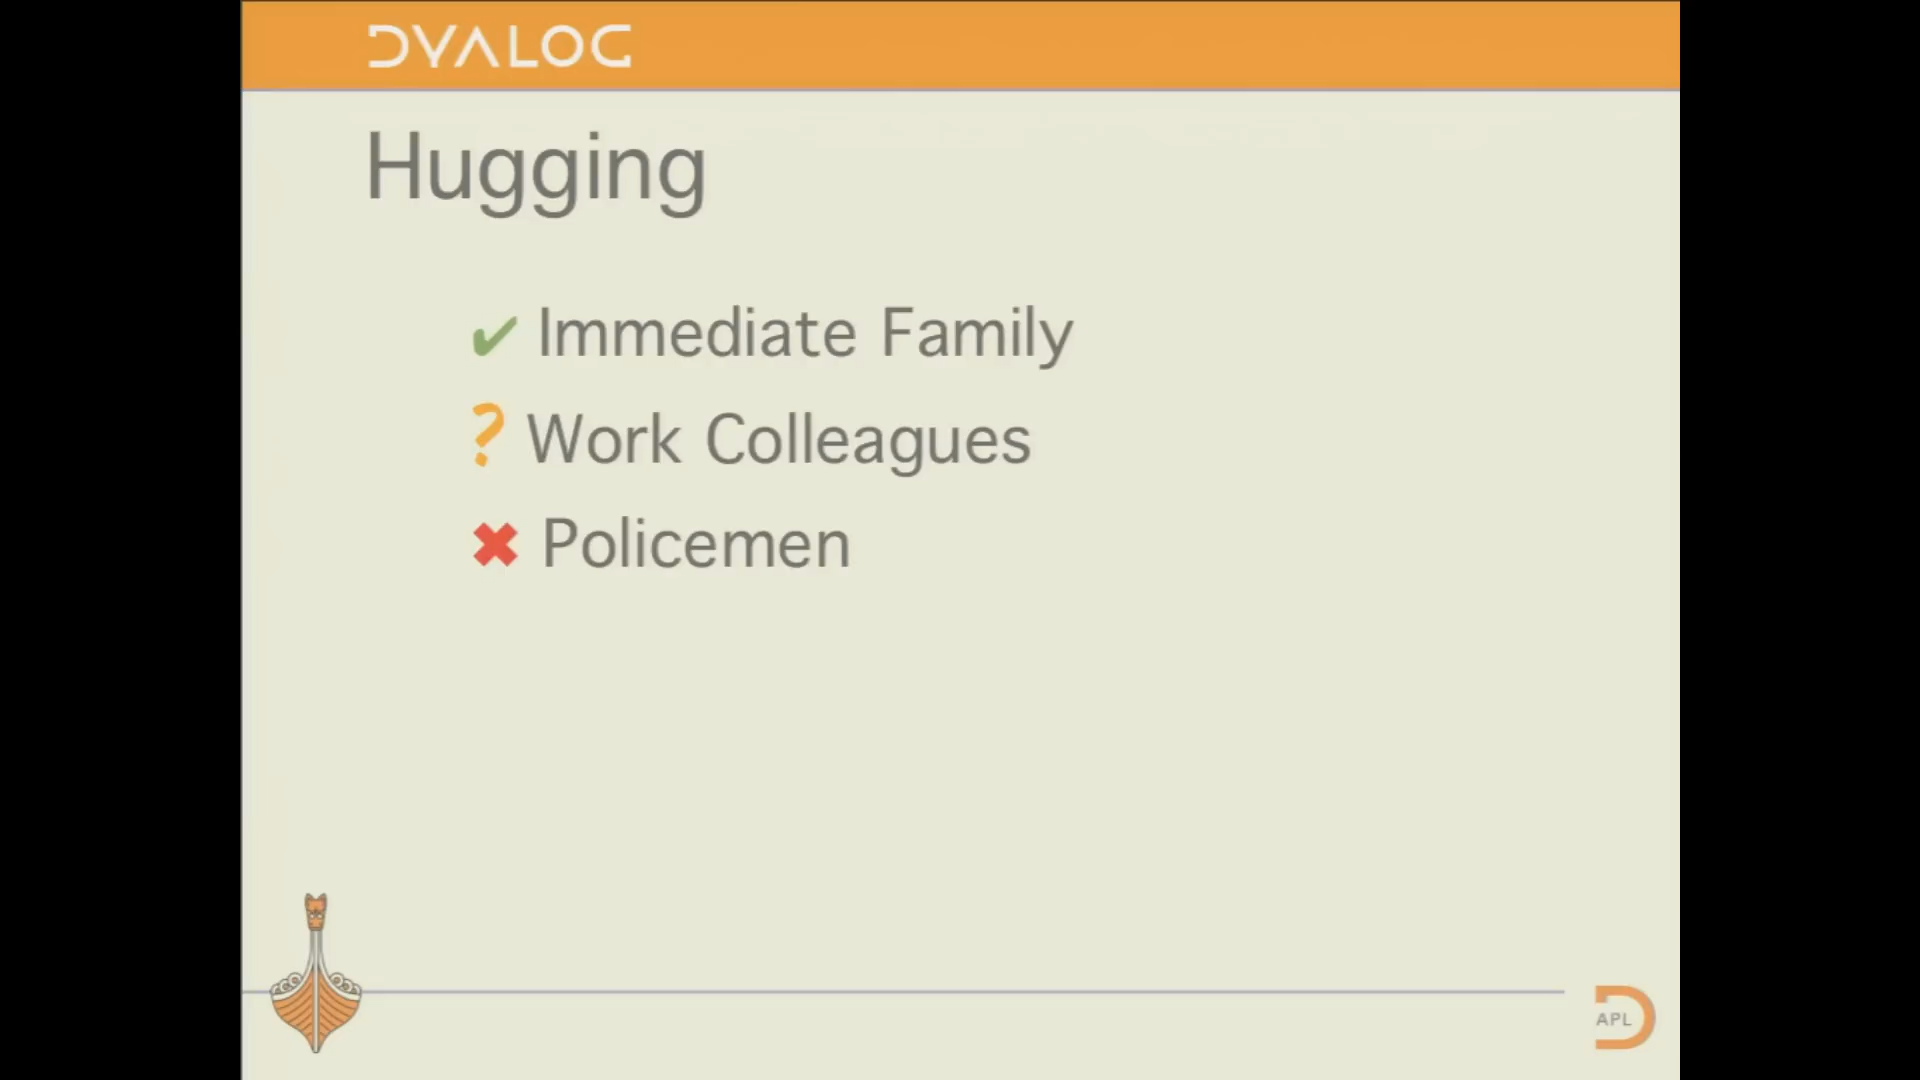 DYALOG
Hugging
✔ Immediate Family
? Work Colleagues
✖ Policemen
APL